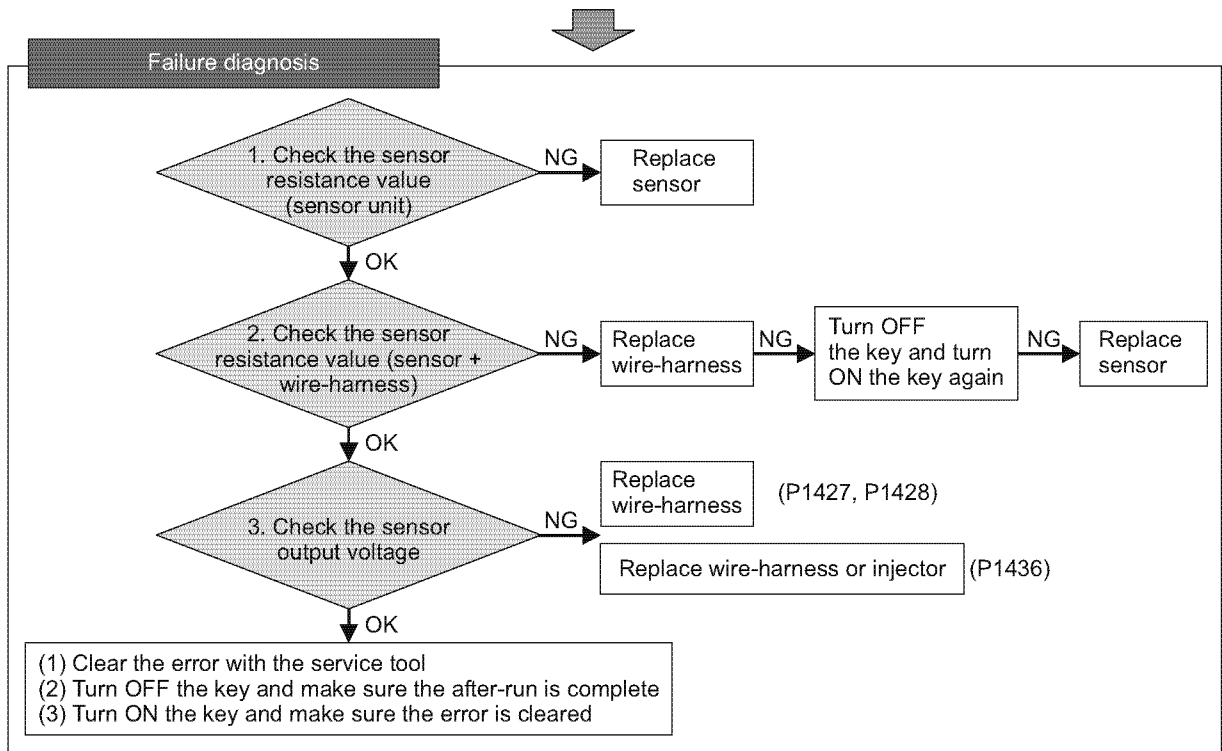 Failure diagnosis
1. Check the sensor
resistance value
(sensor unit)
NG
Replace
sensor
OK
2. Check the sensor
resistance value (sensor +
wire-harness)
NG
Replace
wire-harness
NG
Turn OFF
the key and turn
ON the key again
NG
Replace
sensor
OK
3. Check the sensor
output voltage
NG
Replace
wire-harness
(P1427, P1428)
Replace wire-harness or injector
(P1436)
OK
(1) Clear the error with the service tool
(2) Turn OFF the key and make sure the after-run is complete
(3) Turn ON the key and make sure the error is cleared